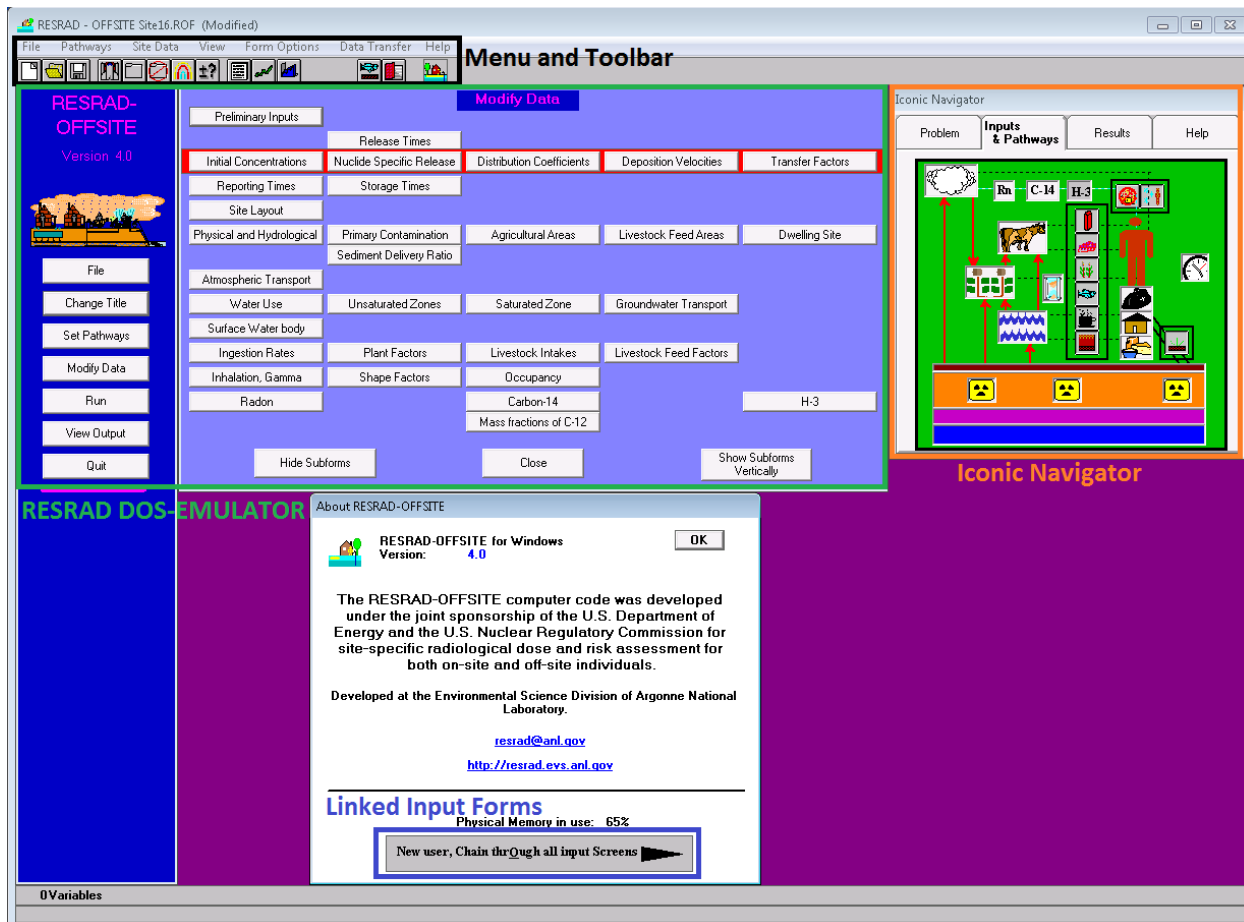 RESRAD - OFFSITE Site16.ROF (Modified)
File Pathways Site Data View Form Options Data Transfer Help
±?
Menu and Toolbar
RESRAD-
OFFSITE
Version 4.0
File
Change Title
Set Pathways
Modify Data
Run
View Output
Quit
Modify Data
Preliminary Inputs
Release Times
Initial Concentrations Nuclide Specific Release Distribution Coefficients Deposition Velocities Transfer Factors
Reporting Times Storage Times
Site Layout
Physical and Hydrological Primary Contamination Agricultural Areas Livestock Feed Areas Dwelling Site
Sediment Delivery Ratio
Atmospheric Transport
Water Use Unsaturated Zones Saturated Zone Groundwater Transport
Surface Water body
Ingestion Rates Plant Factors Livestock Intakes Livestock Feed Factors
Inhalation, Gamma Shape Factors Occupancy
Radon Carbon-14 H-3
Mass fractions of C-12
Hide Subforms Close Show Subforms
Vertically
Iconic Navigator
Problem Inputs
& Pathways Results Help
Rn C-14 H-3
Iconic Navigator
RESRAD DOS-EMULATOR
About RESRAD-OFFSITE
RESRAD-OFFSITE for Windows
Version: 4.0
OK
The RESRAD-OFFSITE computer code was developed
under the joint sponsorship of the U.S. Department of
Energy and the U.S. Nuclear Regulatory Commission for
site-specific radiological dose and risk assessment for
both on-site and off-site individuals.
Developed at the Environmental Science Division of Argonne National
Laboratory.
resrad@anl.gov
http://resrad.evs.anl.gov
Linked Input Forms
Physical Memory in use: 65%
New user, Chain thrOugh all input Screens
0Variables